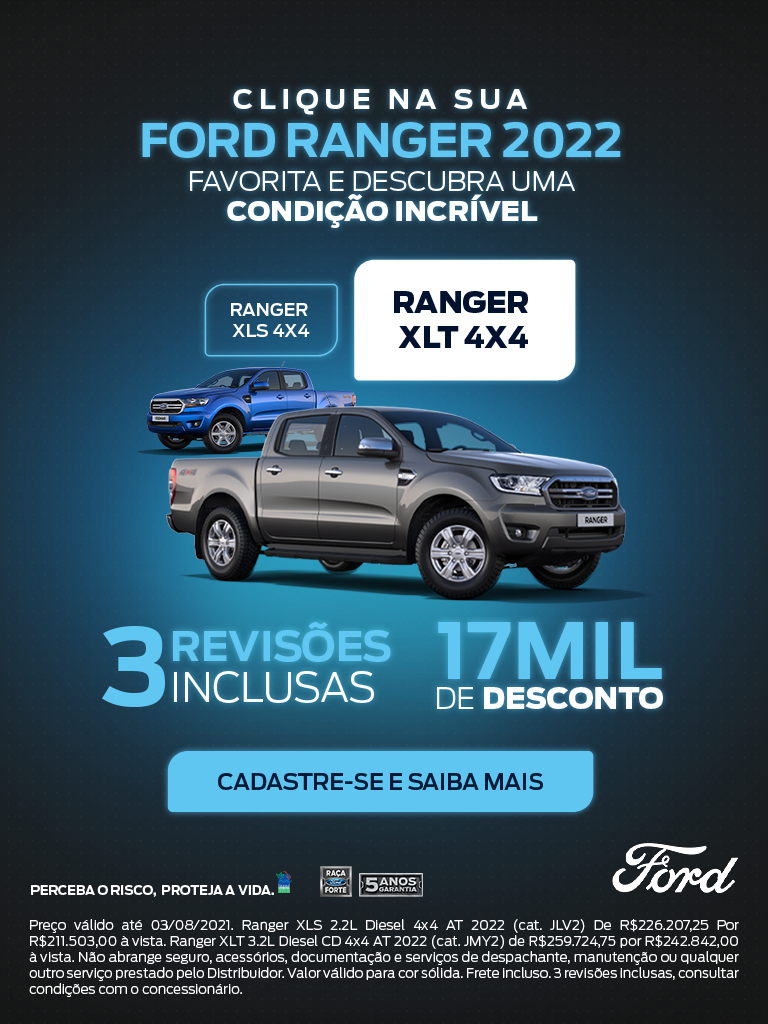 CLIQUE NA SUA
FORD RANGER 2022
FAVORITA E DESCUBRA UMA
CONDIÇÃO INCRÍVEL
RANGER
XLS 4X4
RANGER
XLT 4X4
RANGER
3 REVISÕES
INCLUSAS
17MIL
DE DESCONTO
CADASTRE-SE E SAIBA MAIS
Ford
PERCEBA O RISCO, PROTEJA A VIDA.
RAÇA
FORTE
5 ANOS
GARANTIA
Preço válido até 03/08/2021. Ranger XLS 2.2L Diesel 4x4 AT 2022 (cat. JLV2) De R$226.207,25 Por
R$211.503,00 à vista. Ranger XLT 3.2L Diesel CD 4x4 AT 2022 (cat. JMY2) de R$259.724,75 por R$242.842,00
à vista. Não abrange seguro, acessórios, documentação e serviços de despachante, manutenção ou qualquer
outro serviço prestado pelo Distribuidor. Valor válido para cor sólida. Frete incluso. 3 revisões inclusas, consultar
condições com o concessionário.